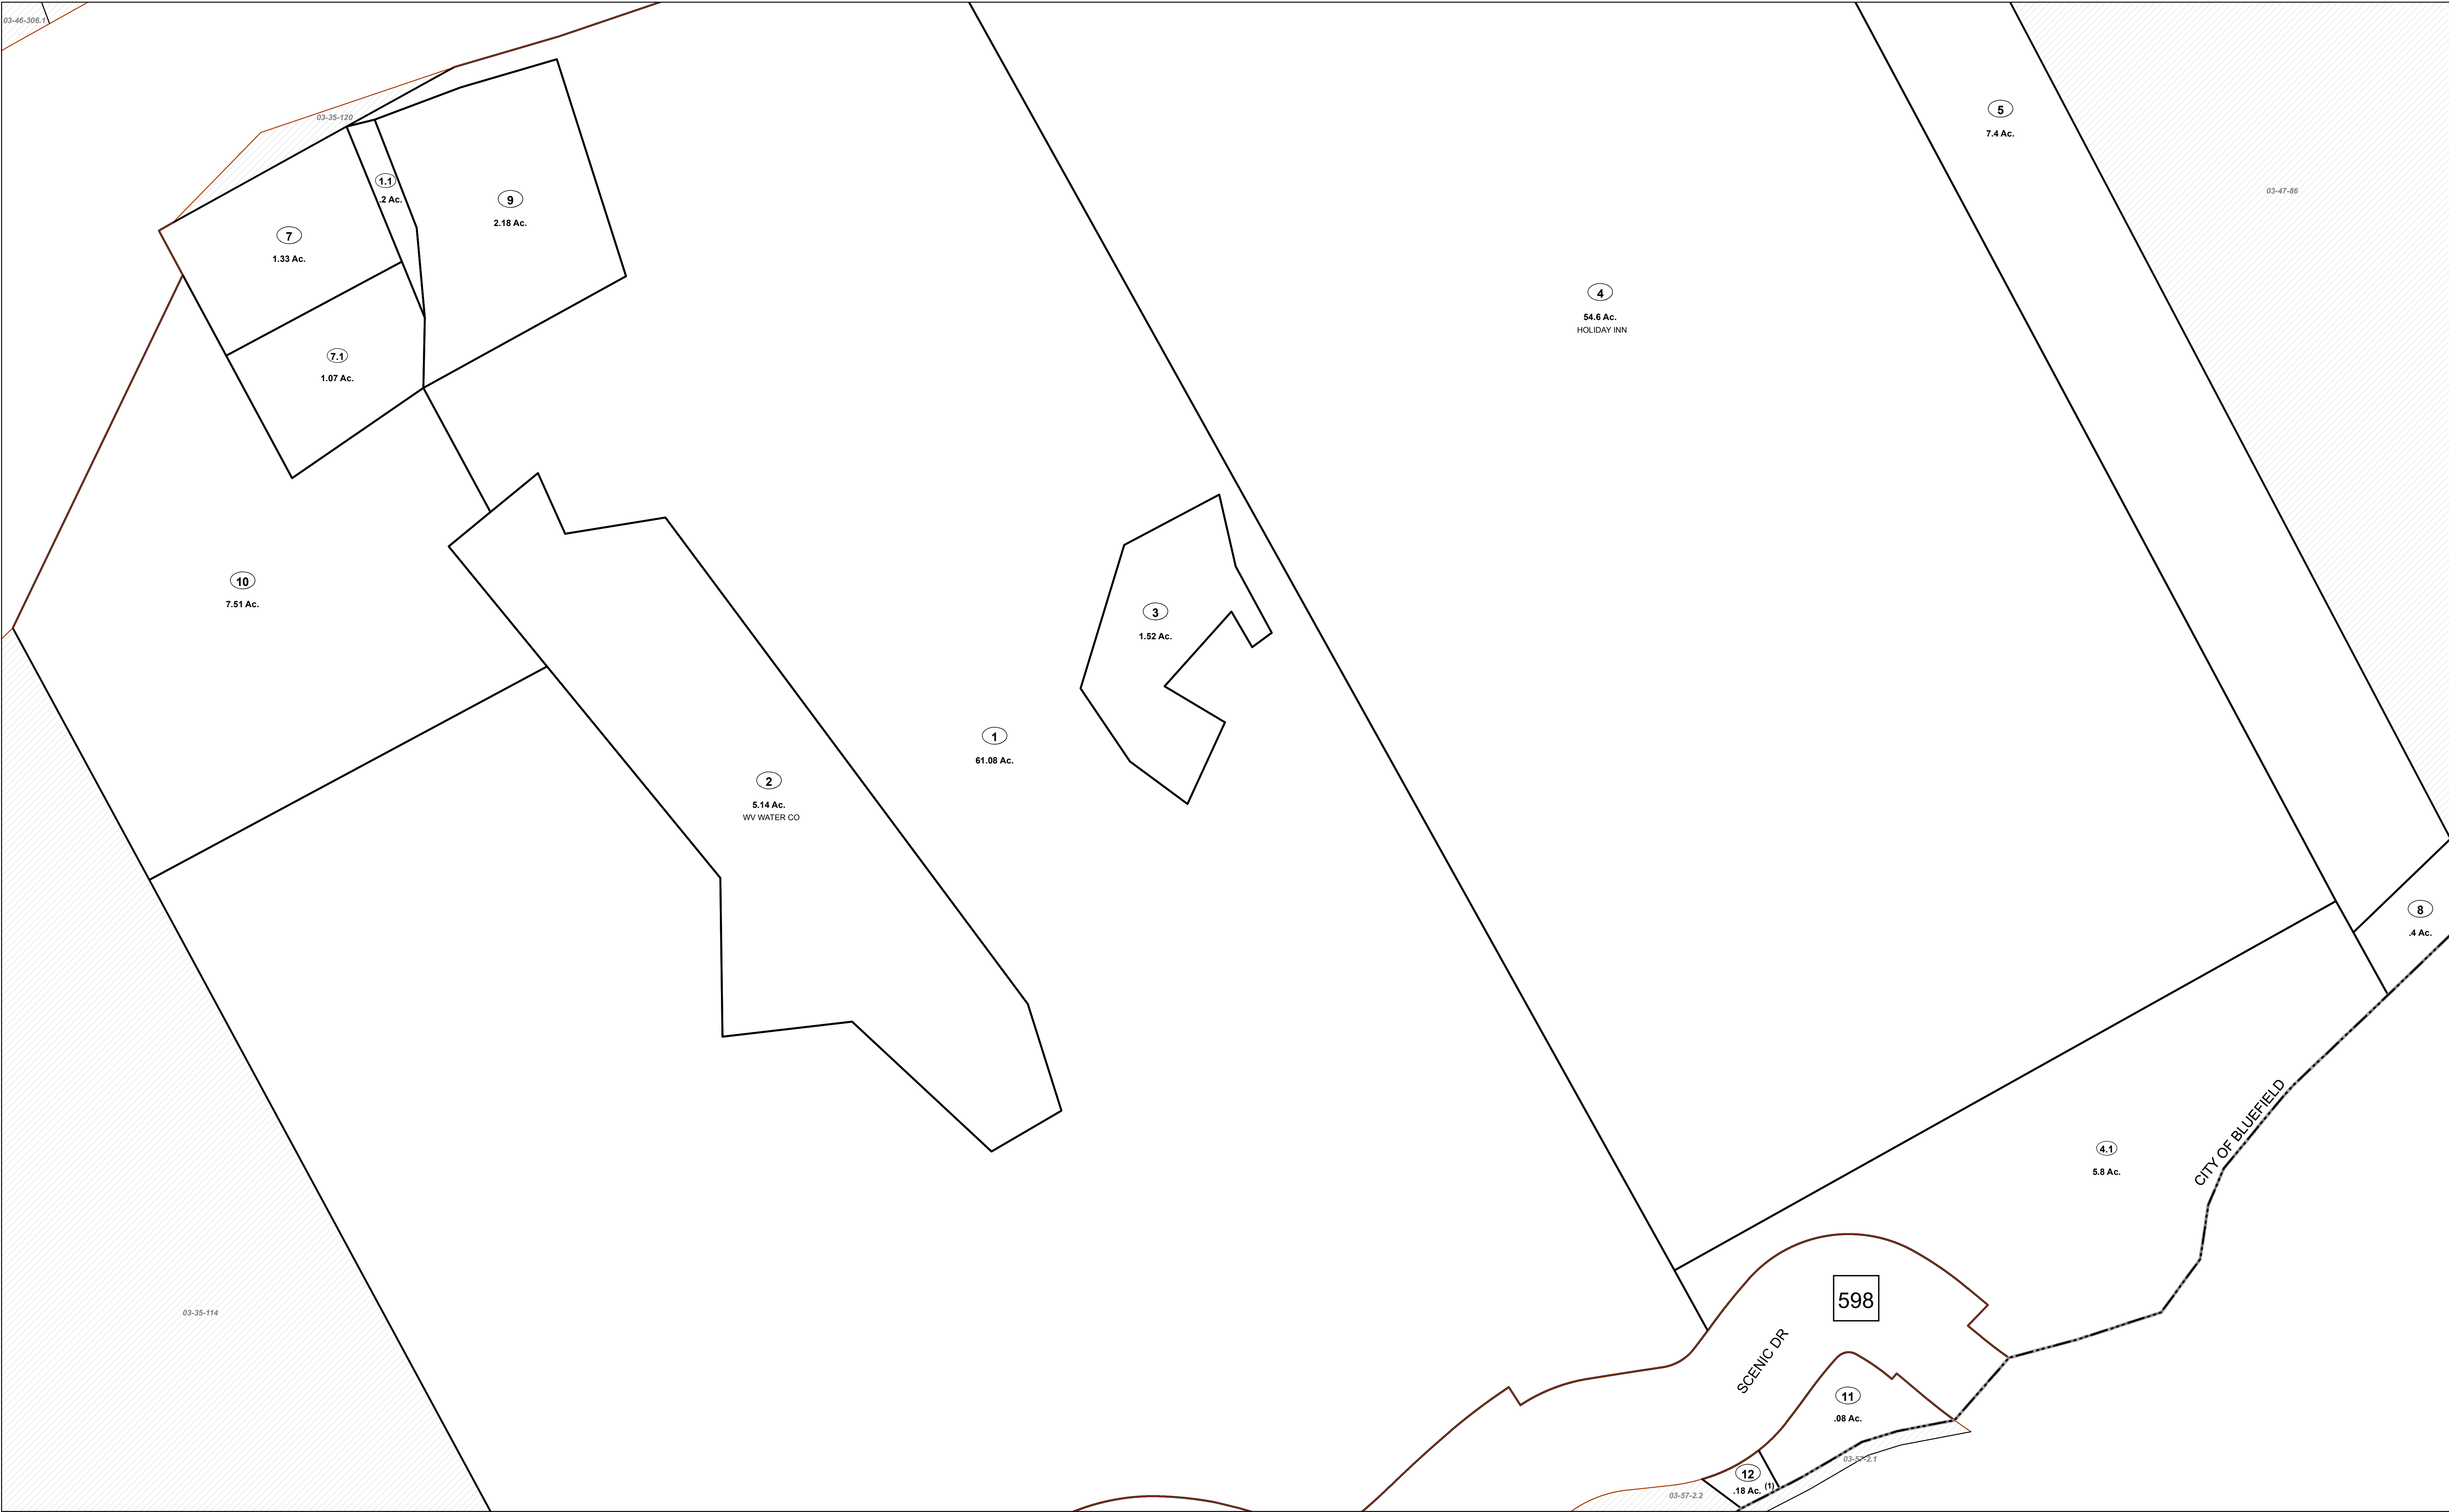 03-46-306.1
5
7.4 Ac.
03-35-120
1.1
.2 Ac.
03-47-86
9
2.18 Ac.
7
1.33 Ac.
4
54.6 Ac.
HOLIDAY INN
7.1
1.07 Ac.
10
7.51 Ac.
3
1.52 Ac.
1
61.08 Ac.
2
5.14 Ac.
WV WATER CO
8
.4 Ac.
CITY OF BLUEFIELD
4.1
5.8 Ac.
598
03-35-114
SCENIC DR
11
.08 Ac.
03-57-2.1
12
.18 Ac. (1)
03-57-2.2